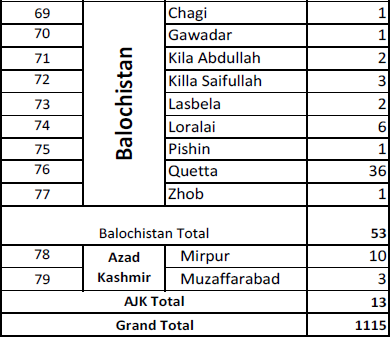 69 Chagi 1
70 Gawadar 1
71 Kila Abdullah 2
72 Killa Saifullah 3
73 Lasbela 2
74 Loralai 6
75 Pishin 1
76 Quetta 36
77 Zhob 1
Balochistan
Balochistan Total 53
78 Azad Mirpur 10
79 Kashmir Muzaffarabad 3
AJK Total 13
Grand Total 1115